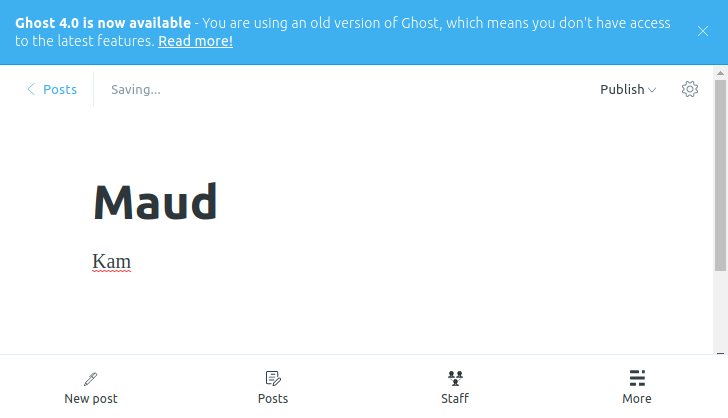 Ghost 4.0 is now available - You are using an old version of Ghost, which means you don't have access
to the latest features. Read more!
Posts
Saving...
Publish
Maud
Kam
New post
Posts
Staff
More